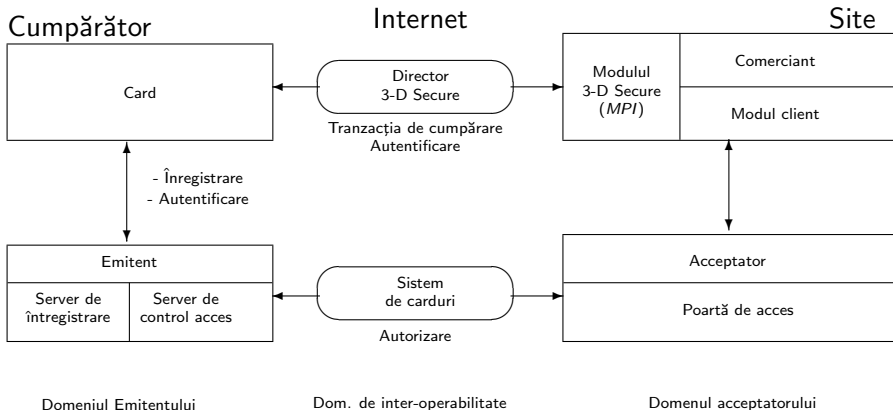 Cumpărător
Internet
Site
Card
Director
3-D Secure
Modulul
3-D Secure
(MPI)
Comerciant
Modul client
Tranzacția de cumpărare
Autentificare
- Înregistrare
- Autentificare
Emitent
Server de
întregistrare
Server de
control acces
Sistem
de carduri
Autorizare
Acceptator
Poartă de acces
Domeniul Emitentului
Dom. de inter-operabilitate
Domenul acceptatorului